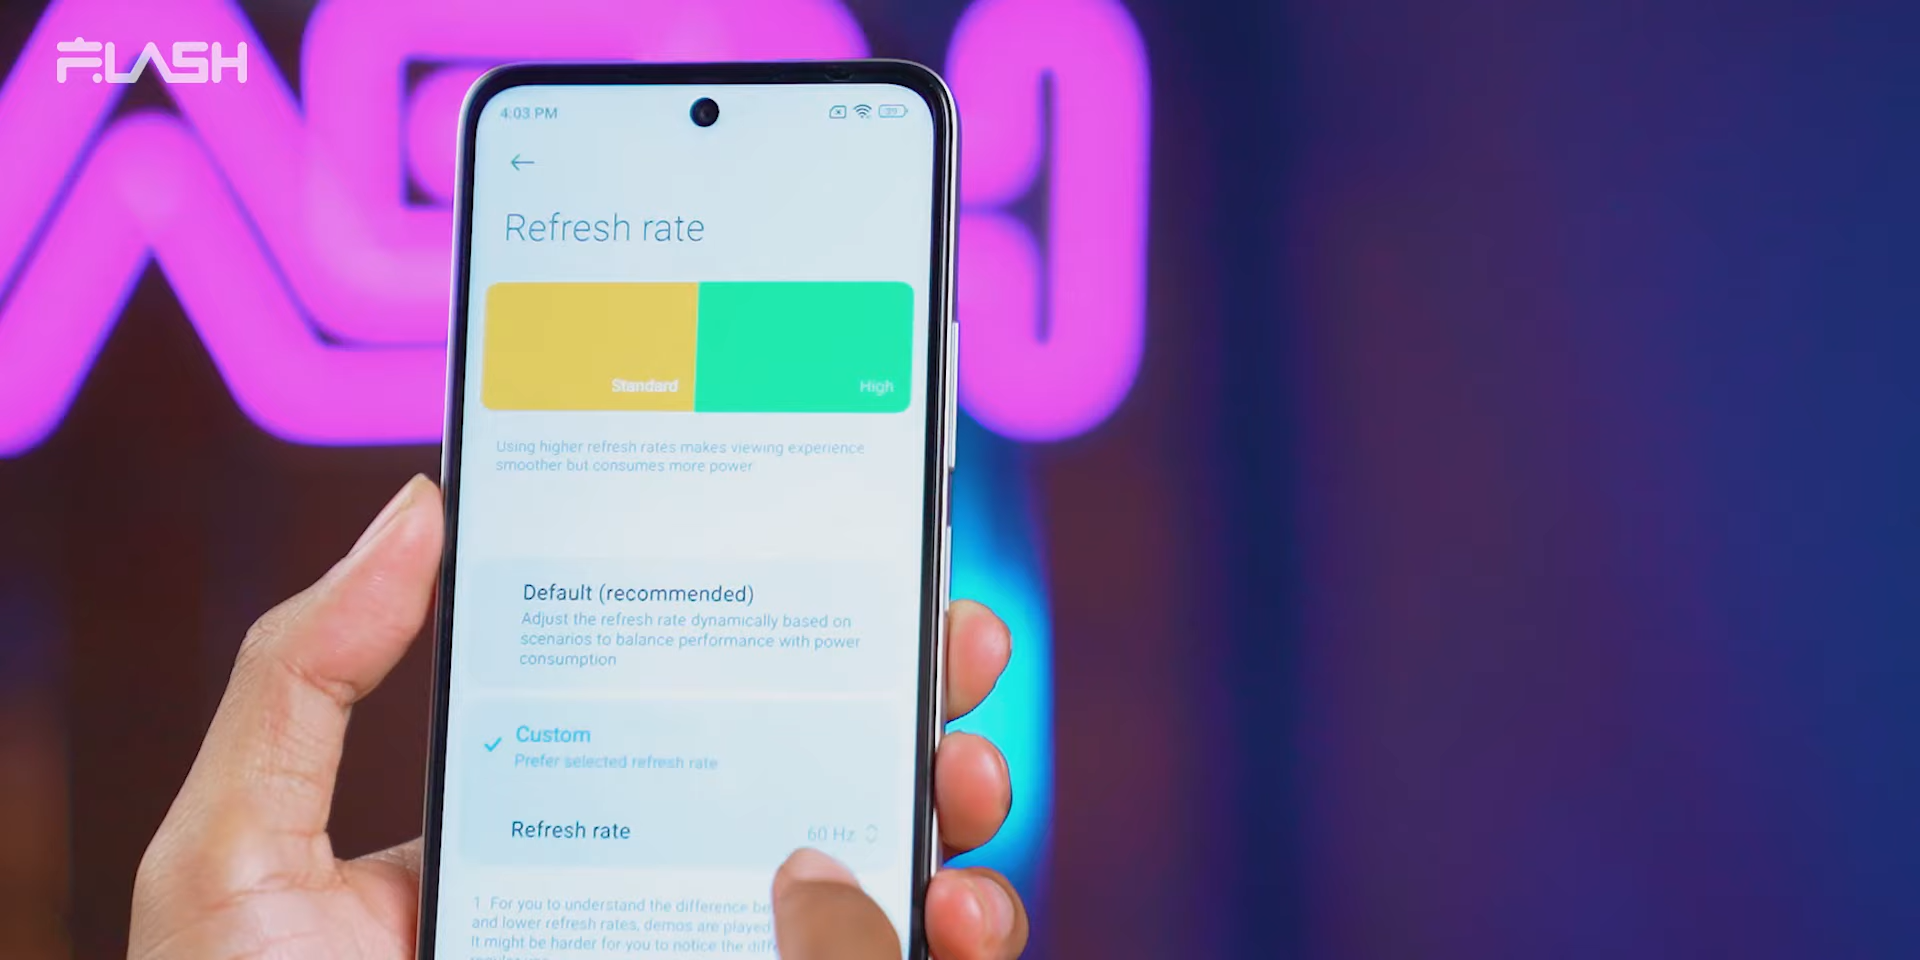 FLASH
4:03 PM
Refresh rate
Standard
High
Using higher refresh rates makes viewing experience
smoother but consumes more power
Default (recommended)
Adjust the refresh rate dynamically based on
scenarios to balance performance with power
consumption
Custom
Prefer selected refresh rate
Refresh rate
60 Hz
1 For you to understand the difference
and lower refresh rates, demos are played
It might be harder for you to notice the